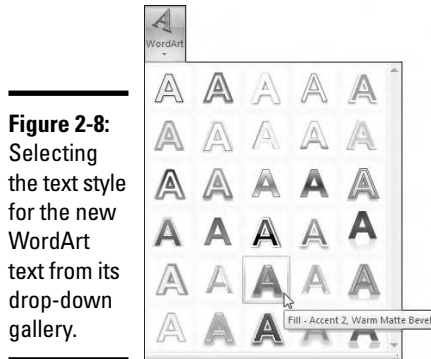 WordArt
Figure 2-8:
Selecting
the text style
for the new
WordArt
text from its
drop-down
gallery.
A A A A A
A A A A A
A A A A A
A A A A A
A A A A A
A A A A A
Fill - Accent 2, Warm Matte Bevel